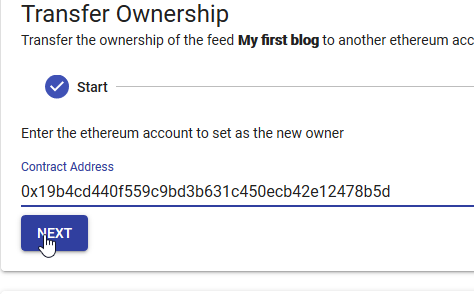 Transfer Ownership
Transfer the ownership of the feed My first blog to another ethereum acc
Start
Enter the ethereum account to set as the new owner
Contract Address
0x19b4cd440f559c9bd3b631c450ecb42e12478b5d
NEXT